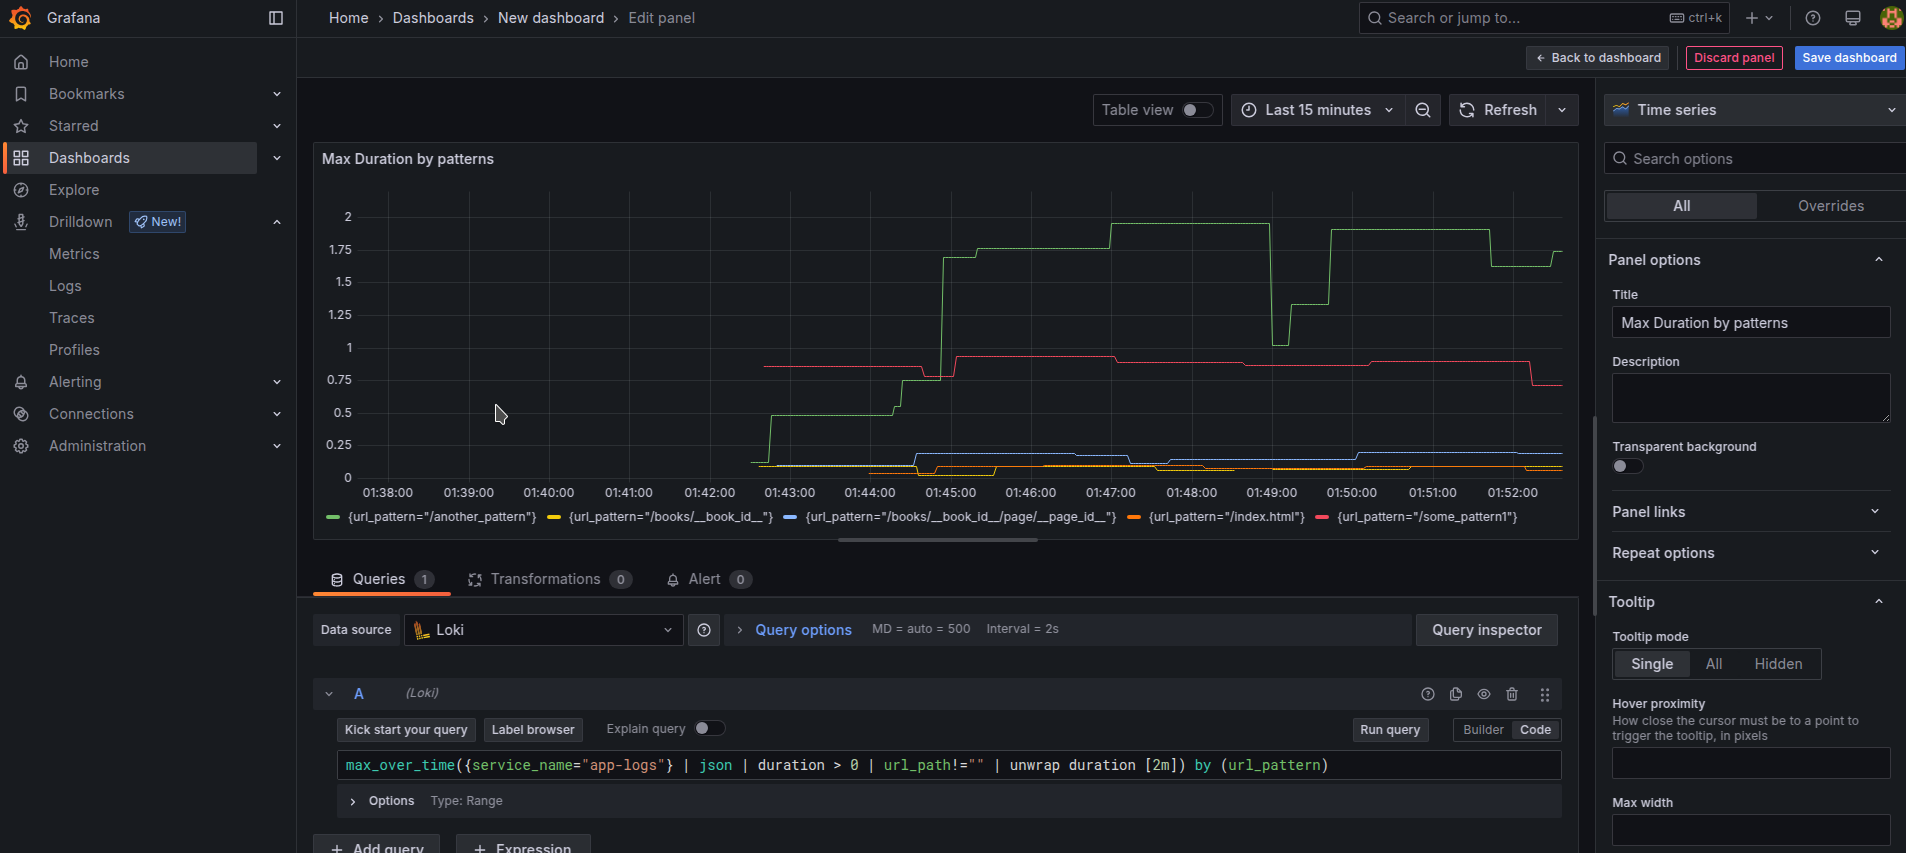 Grafana
Home › Dashboards › New dashboard › Edit panel
Search or jump to... ctrl+k
Back to dashboard
Discard panel
Save dashboard
Home
Bookmarks
Starred
Dashboards
Explore
Drilldown New!
Metrics
Logs
Traces
Profiles
Alerting
Connections
Administration
Table view
Last 15 minutes
Refresh
Max Duration by patterns
2
1.75
1.5
1.25
1
0.75
0.5
0.25
0
01:38:00 01:39:00 01:40:00 01:41:00 01:42:00 01:43:00 01:44:00 01:45:00 01:46:00 01:47:00 01:48:00 01:49:00 01:50:00 01:51:00 01:52:00
{url_pattern="/another_pattern"} {url_pattern="/books/__book_id__"} {url_pattern="/books/__book_id__/page/__page_id__"} {url_pattern="/index.html"} {url_pattern="/some_pattern1"}
Queries 1 Transformations 0 Alert 0
Data source Loki Query options MD = auto = 500 Interval = 2s Query inspector
A (Loki)
Kick start your query Label browser Explain query Run query Builder Code
max_over_time({service_name="app-logs"} | json | duration > 0 | url_path!="" | unwrap duration [2m]) by (url_pattern)
Options Type: Range
+ Add query + Expression
Time series
Search options
All Overrides
Panel options
Title
Max Duration by patterns
Description
Transparent background
Panel links
Repeat options
Tooltip
Tooltip mode
Single All Hidden
Hover proximity
How close the cursor must be to a point to
trigger the tooltip, in pixels
Max width